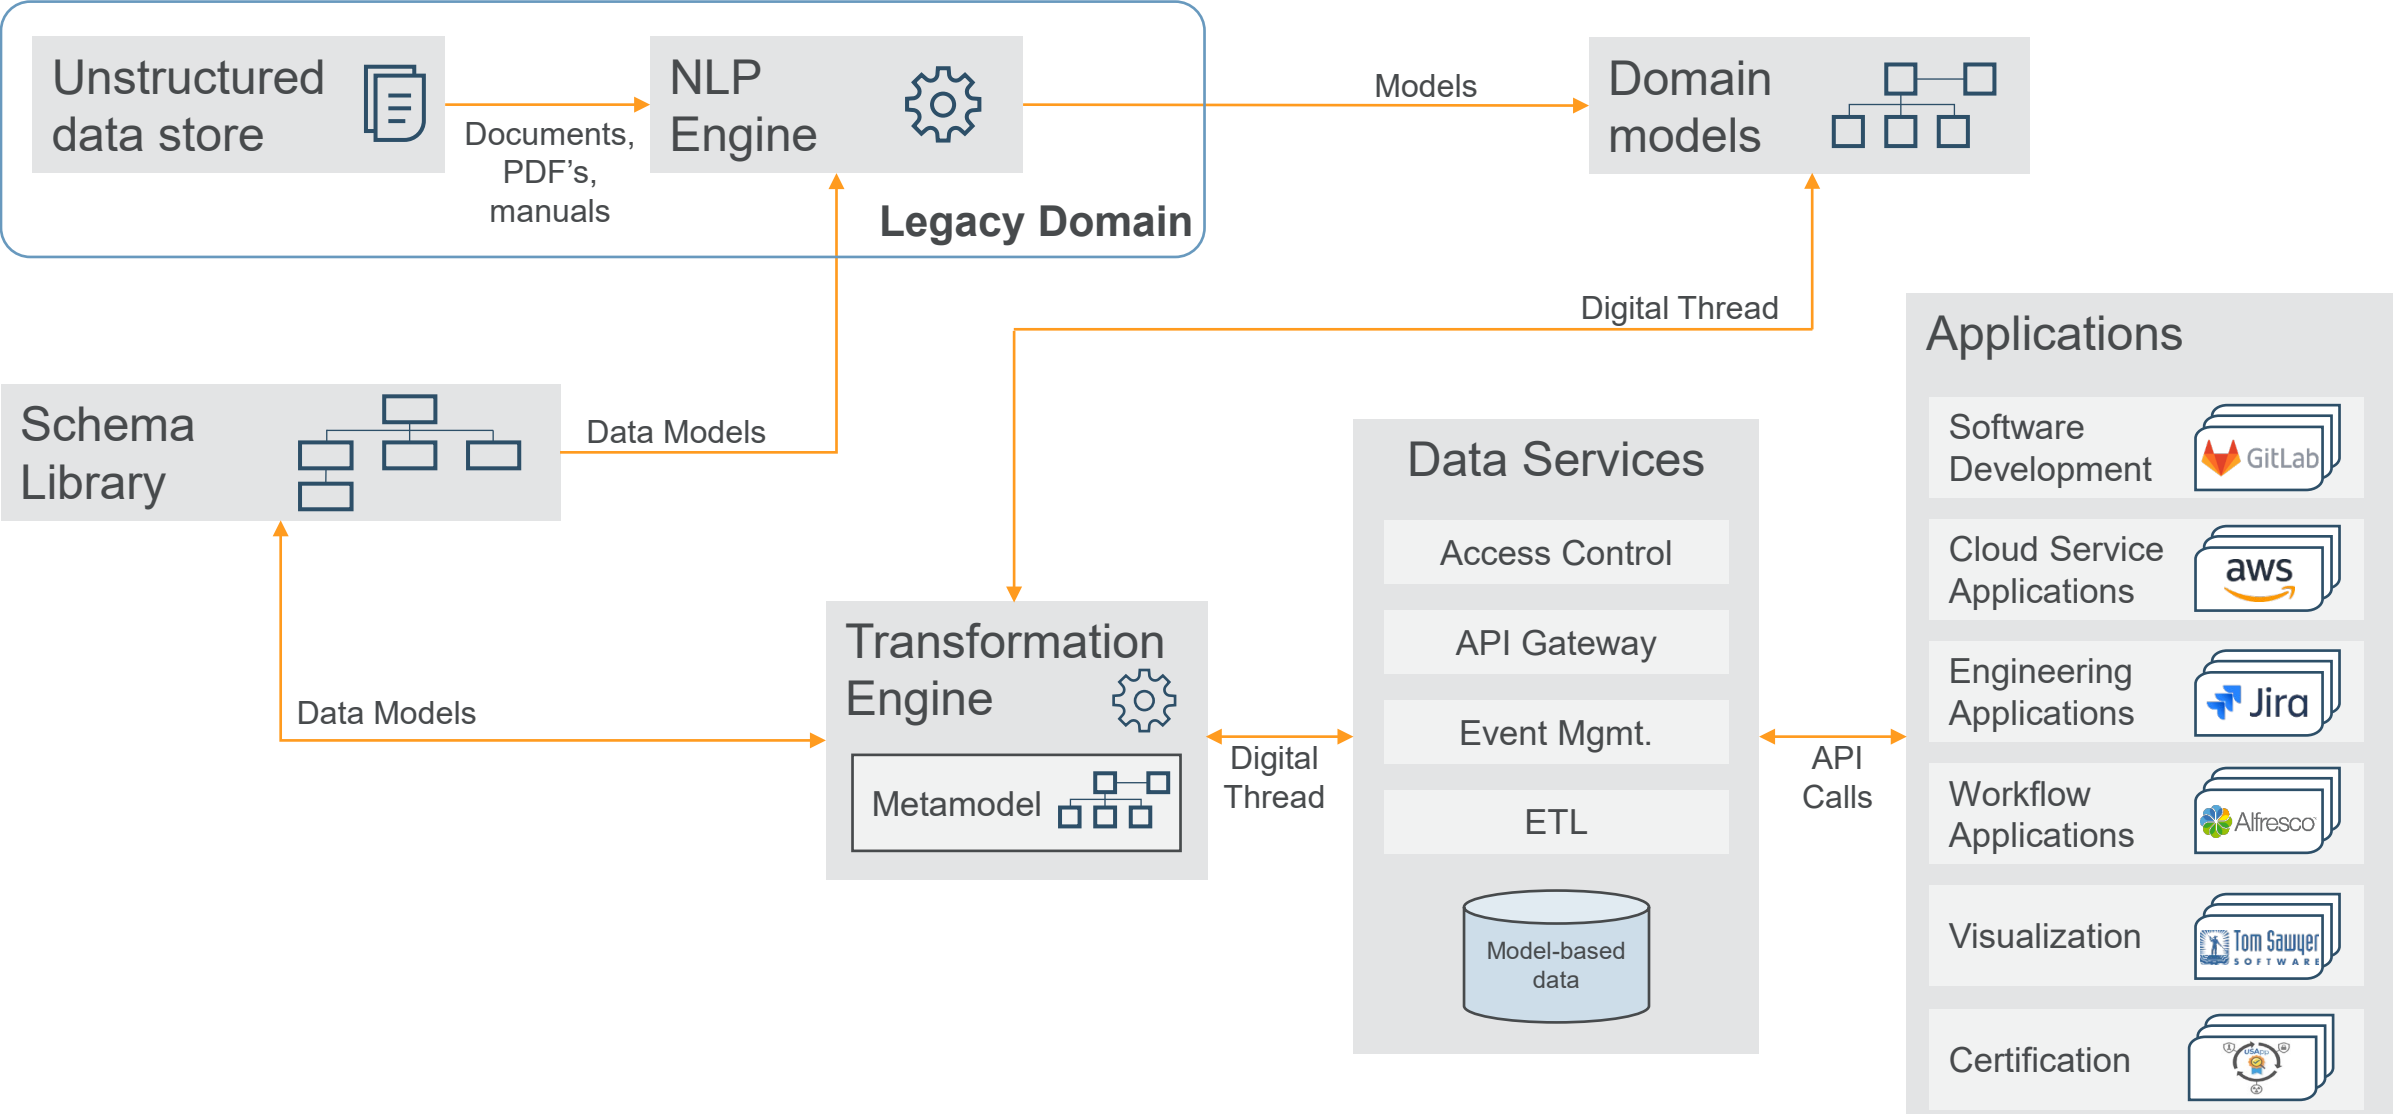 Unstructured
data store
Documents,
PDF’s,
manuals
NLP
Engine
Legacy Domain
Models
Domain
models
Digital Thread
Schema
Library
Data Models
Data Models
Transformation
Engine
Metamodel
Digital
Thread
Data Services
Access Control
API Gateway
Event Mgmt.
ETL
Model-based
data
API
Calls
Applications
Software
Development
GitLab
Cloud Service
Applications
aws
Engineering
Applications
Jira
Workflow
Applications
Alfresco
Visualization
Tom Sawyer
SOFTWARE
Certification